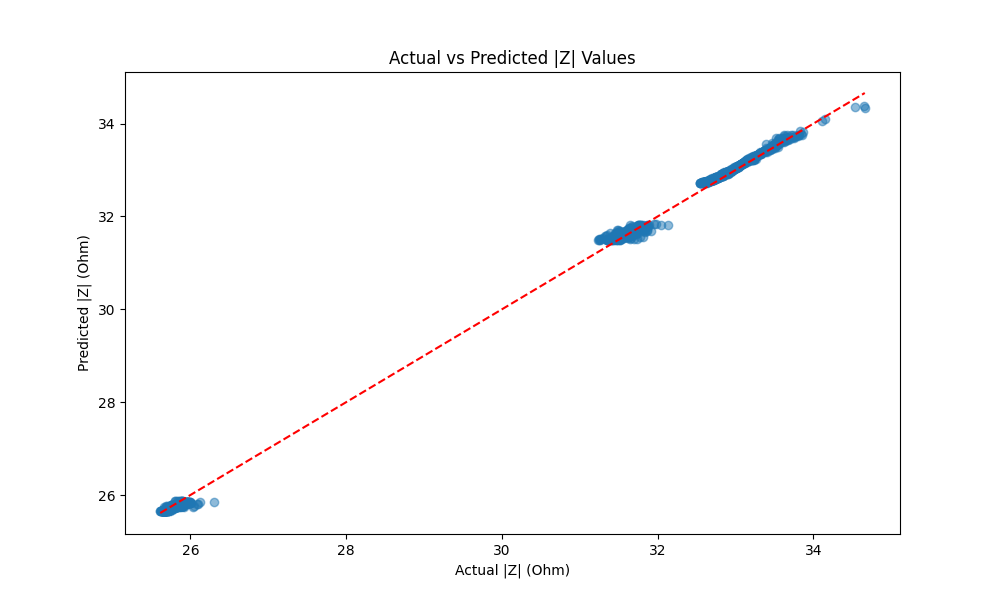 Actual vs Predicted |Z| Values
Predicted |Z| (Ohm)
34
32
30
28
26
26 28 30 32 34
Actual |Z| (Ohm)